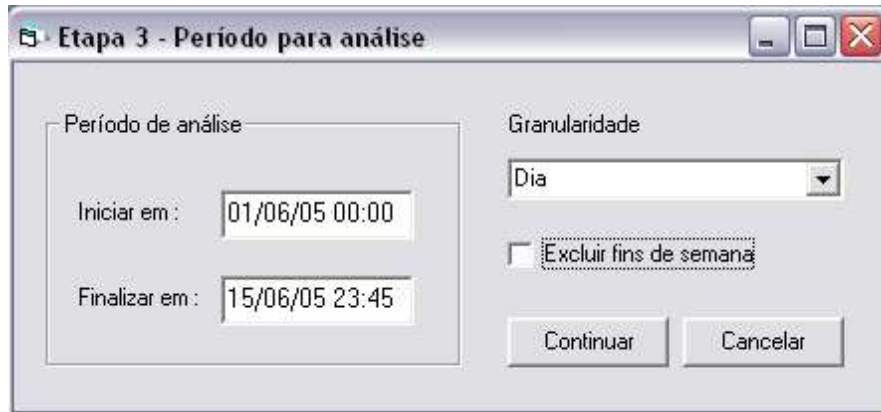 Etapa 3 - Período para análise
Período de análise
Iniciar em : 01/06/05 00:00
Finalizar em : 15/06/05 23:45
Granularidade
Dia
Excluir fins de semana
Continuar Cancelar